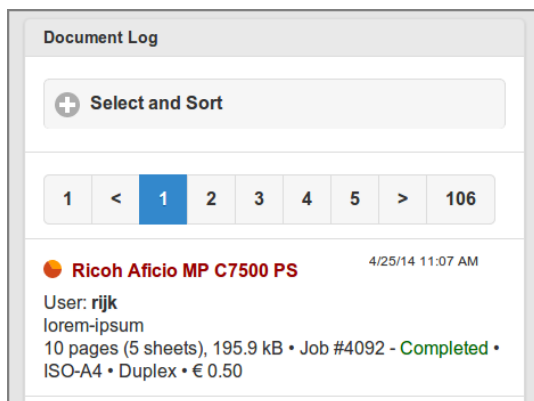 Document Log
Select and Sort
1 < 1 2 3 4 5 > 106
Ricoh Aficio MP C7500 PS 4/25/14 11:07 AM
User: rijk
lorem-ipsum
10 pages (5 sheets), 195.9 kB • Job #4092 - Completed •
ISO-A4 • Duplex • € 0.50